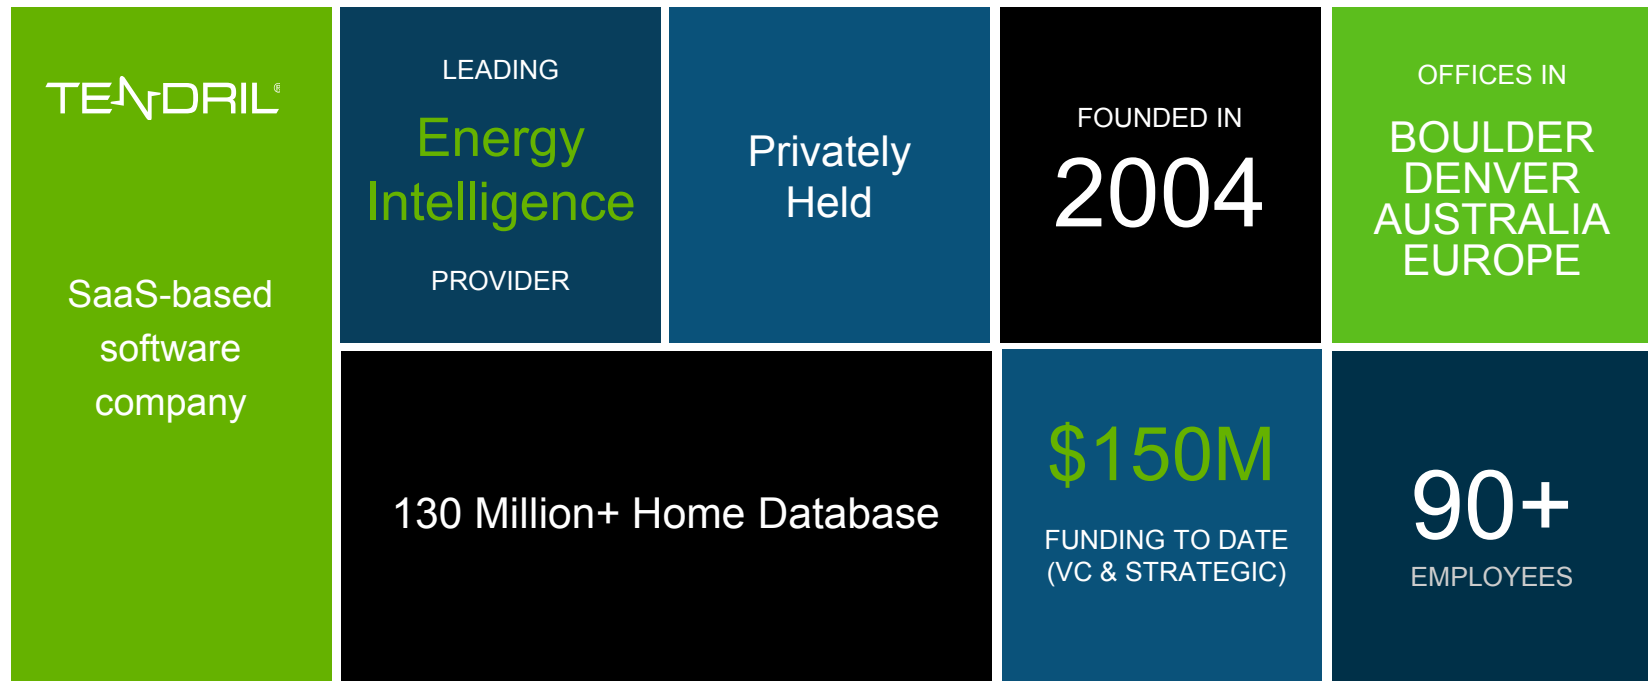 TENDRIL®
SaaS-based
software
company
LEADING
Energy
Intelligence
PROVIDER
Privately
Held
FOUNDED IN
2004
OFFICES IN
BOULDER
DENVER
AUSTRALIA
EUROPE
130 Million+ Home Database
$150M
FUNDING TO DATE
(VC & STRATEGIC)
90+
EMPLOYEES